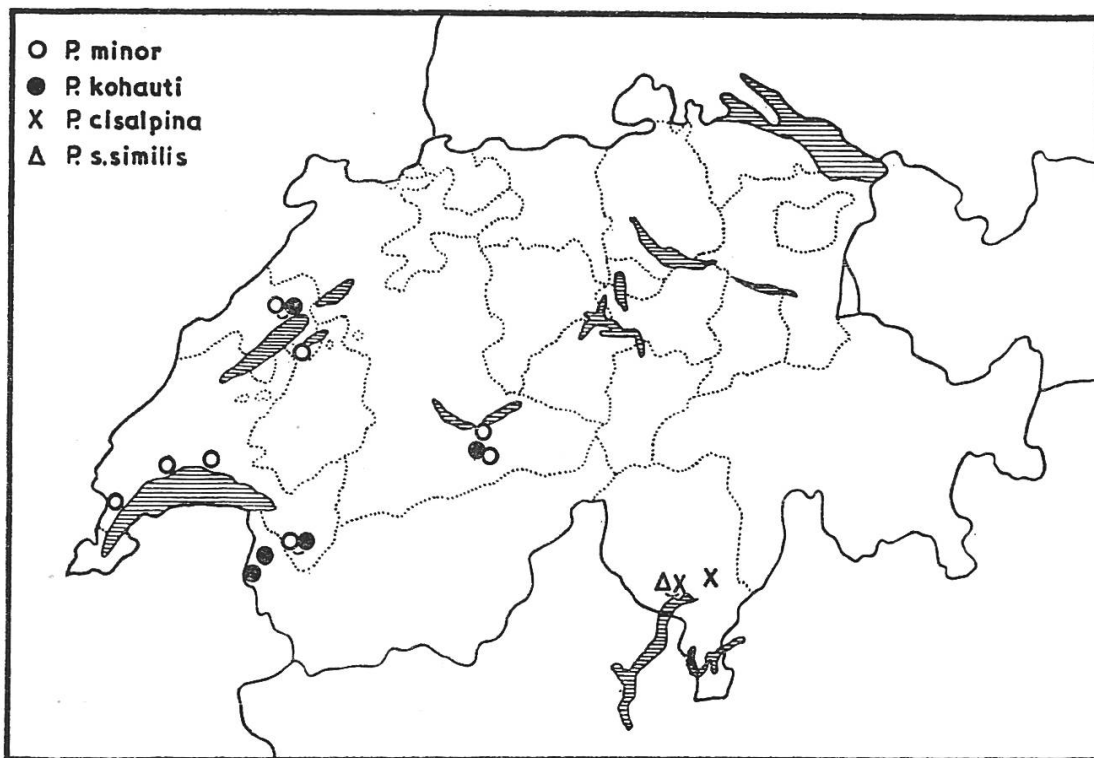 O P. minor
● P. kohauti
X P. cisalpina
Δ P. s. similis